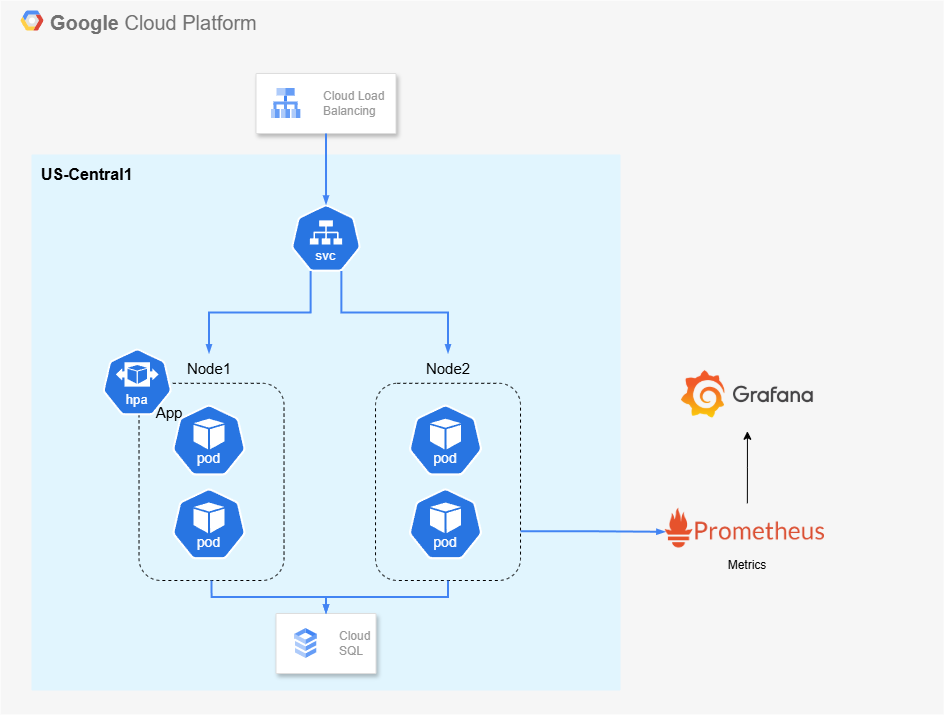 Google Cloud Platform
Cloud Load
Balancing
US-Central1
svc
Node1
Node2
hpa
App
pod
pod
pod
pod
Grafana
Prometheus
Metrics
Cloud
SQL